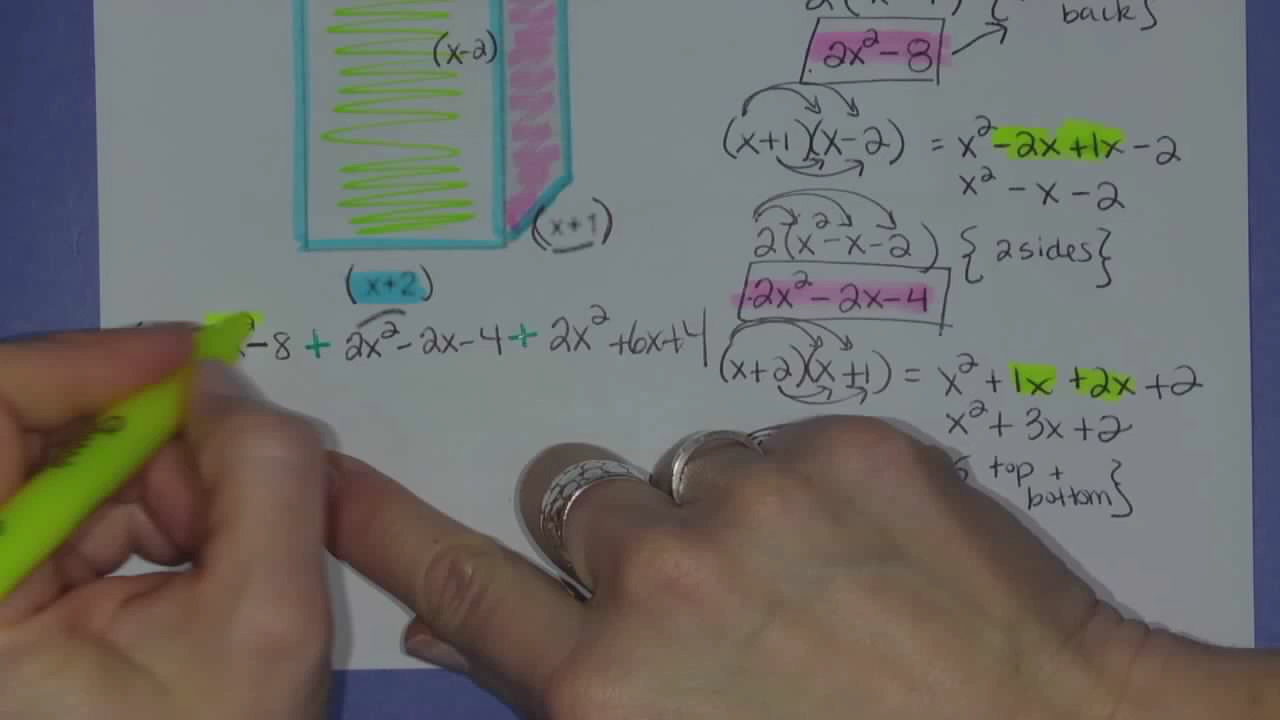 back}
2x² - 8
(x-2)
(x+1)(x-2) = x² - 2x + 1x - 2
x² - x - 2
(x+1)
2(x² - x - 2) {2 sides}
(x+2)
2x² - 2x - 4
² - 8 + 2x² - 2x - 4 + 2x² + 6x + 4
(x+2)(x+1) = x² + 1x + 2x + 2
x² + 3x + 2
top +
bottom}